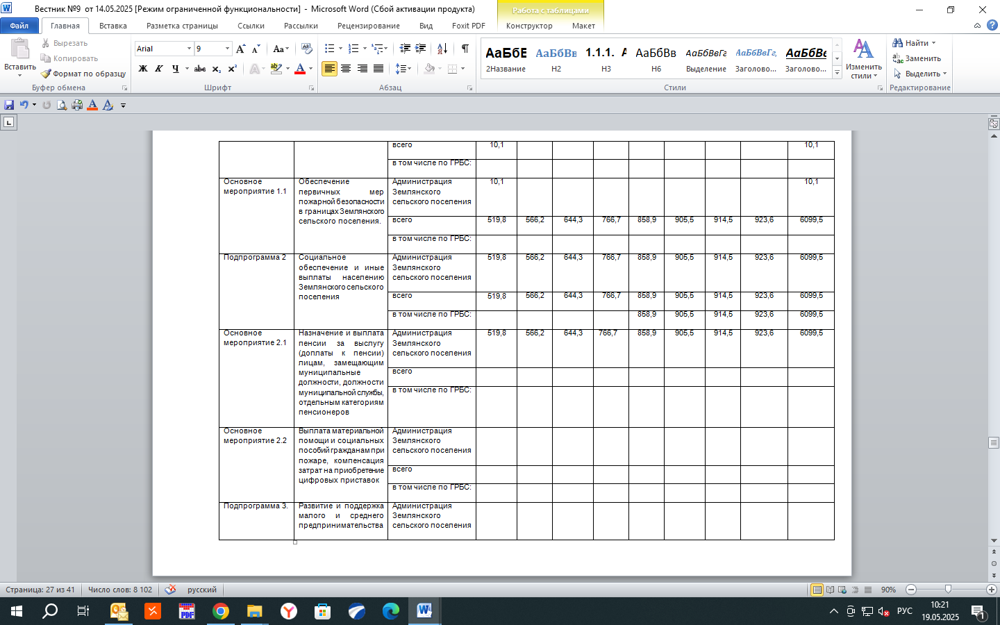 Вестник №9 от 14.05.2025 [Режим ограниченной функциональности] - Microsoft Word (Сбой активации продукта)
Работа с таблицами
Файл Главная Вставка Разметка страницы Ссылки Рассылки Рецензирование Вид Foxit PDF Конструктор Макет
Вставить
Вырезать
Копировать
Формат по образцу
Буфер обмена
Arial 9
Ж К Ч abc x₂ x²
Шрифт
Абзац
АаБбВ АаБбВв 1.1.1. А АаБбВв АаБбВвГг АаБбВвГг, АаБбВв
2Название H2 H3 H6 Выделение Заголово... Заголово...
Стили
Изменить
стили
Найти
Заменить
Выделить
Редактирование
всего 10,1 10,1
в том числе по ГРБС:
Основное
мероприятие 1.1
Обеспечение
первичных мер
пожарной безопасности
в границах Землянского
сельского поселения.
Администрация
Землянского
сельского поселения
10,1 10,1
всего 519,8 566,2 644,3 766,7 858,9 905,5 914,5 923,6 6099,5
в том числе по ГРБС:
Подпрограмма 2
Социальное
обеспечение и иные
выплаты населению
Землянского сельского
поселения
Администрация
Землянского
сельского поселения
519,8 566,2 644,3 766,7 858,9 905,5 914,5 923,6 6099,5
всего 519,8 566,2 644,3 766,7 858,9 905,5 914,5 923,6 6099,5
в том числе по ГРБС: 858,9 905,5 914,5 923,6 6099,5
Основное
мероприятие 2.1
Назначение и выплата
пенсии за выслугу
(доплаты к пенсии)
лицам, замещающим
муниципальные
должности, должности
муниципальной службы,
отдельным категориям
пенсионеров
Администрация
Землянского
сельского поселения
519,8 566,2 644,3 766,7 858,9 905,5 914,5 923,6 6099,5
всего
в том числе по ГРБС:
Основное
мероприятие 2.2
Выплата материальной
помощи и социальных
пособий гражданам при
пожаре, компенсация
затрат на приобретение
цифровых приставок
Администрация
Землянского
сельского поселения
всего
в том числе по ГРБС:
Подпрограмма 3.
Развитие и поддержка
малого и среднего
предпринимательства
Администрация
Землянского
сельского поселения
Страница: 27 из 41 Число слов: 8 102 русский 90%
РУС
10:21
19.05.2025
1